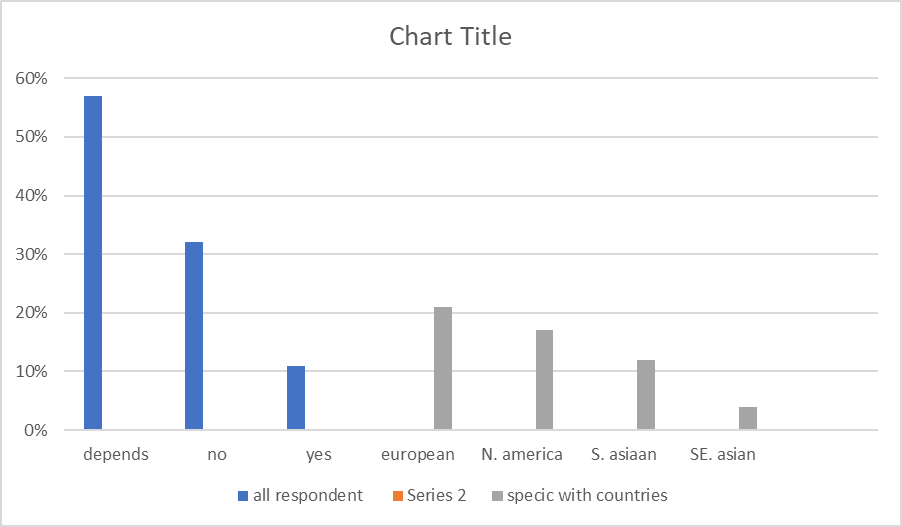 Chart Title
60%
50%
40%
30%
20%
10%
0%
depends no yes european N. america S. asiaan SE. asian
all respondent Series 2 specic with countries